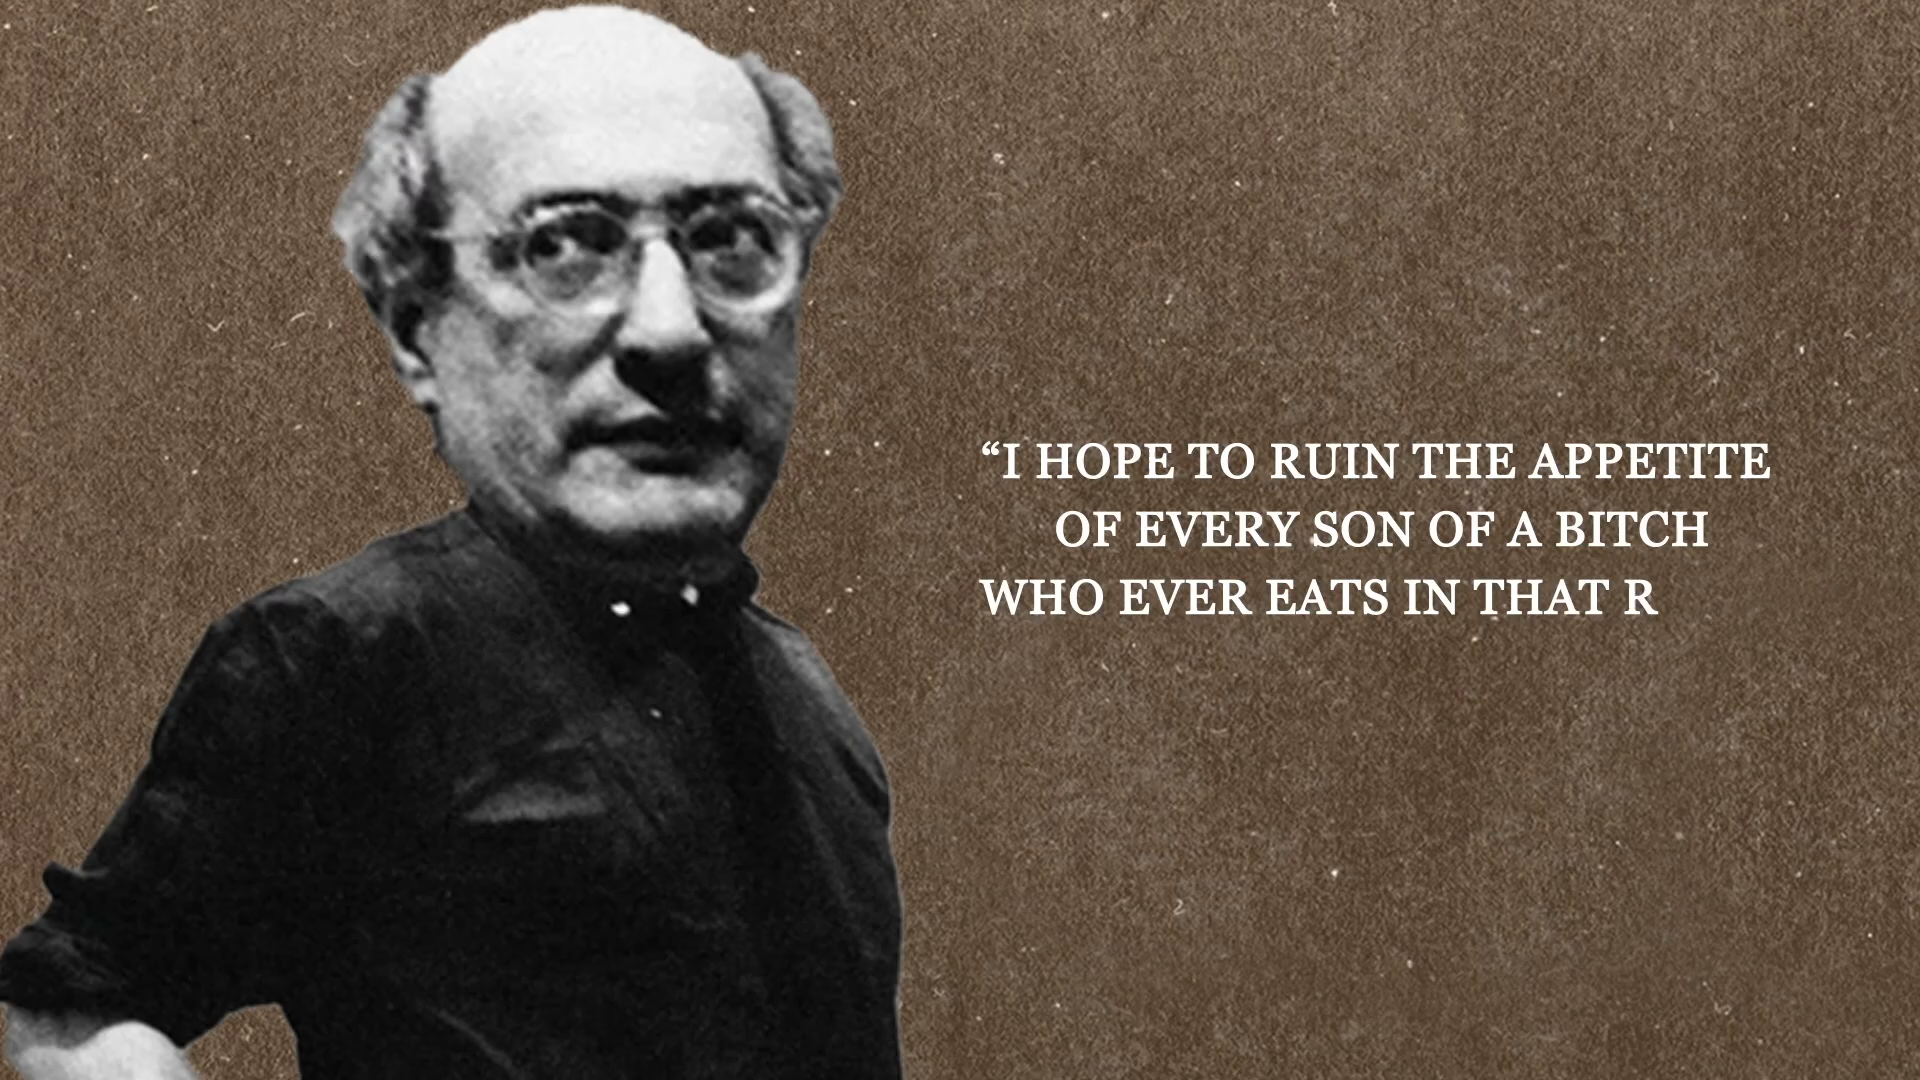 “I HOPE TO RUIN THE APPETITE
OF EVERY SON OF A BITCH
WHO EVER EATS IN THAT R